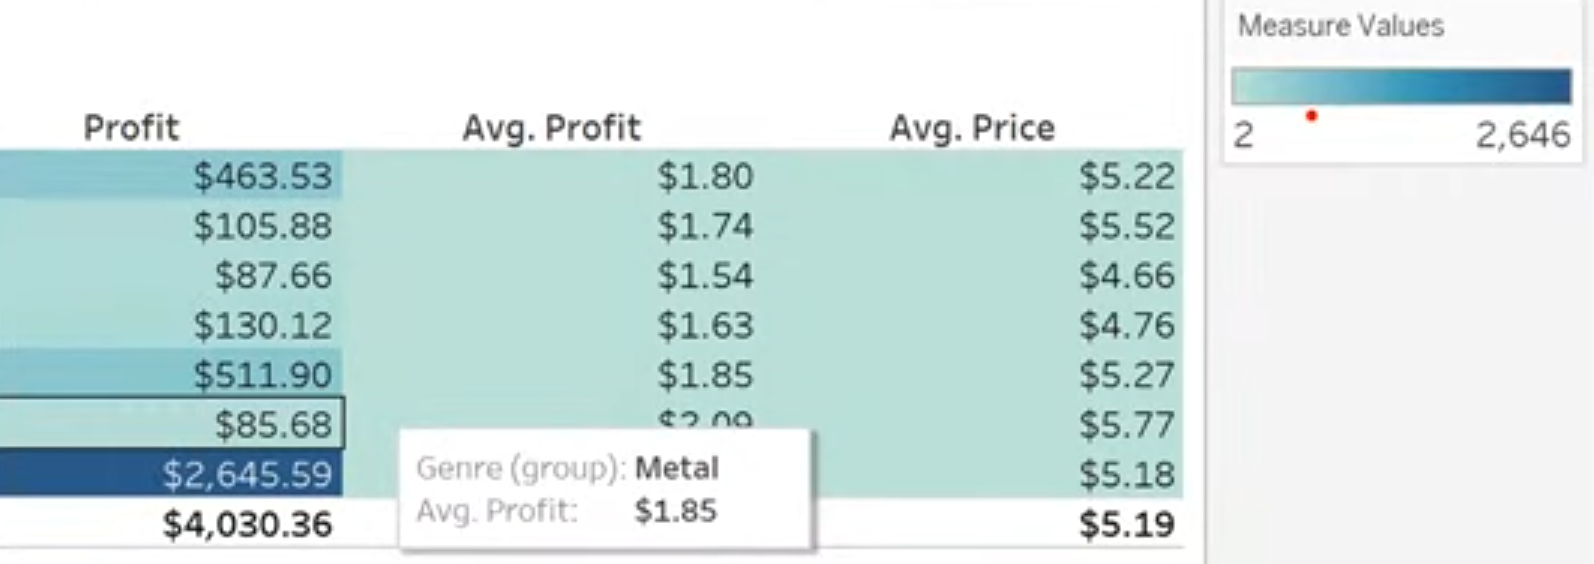 Measure Values
2 2,646
Profit Avg. Profit Avg. Price
$463.53 $1.80 $5.22
$105.88 $1.74 $5.52
$87.66 $1.54 $4.66
$130.12 $1.63 $4.76
$511.90 $1.85 $5.27
$85.68 $2.09 $5.77
$2,645.59 $5.18
$4,030.36 $5.19
Genre (group): Metal
Avg. Profit: $1.85